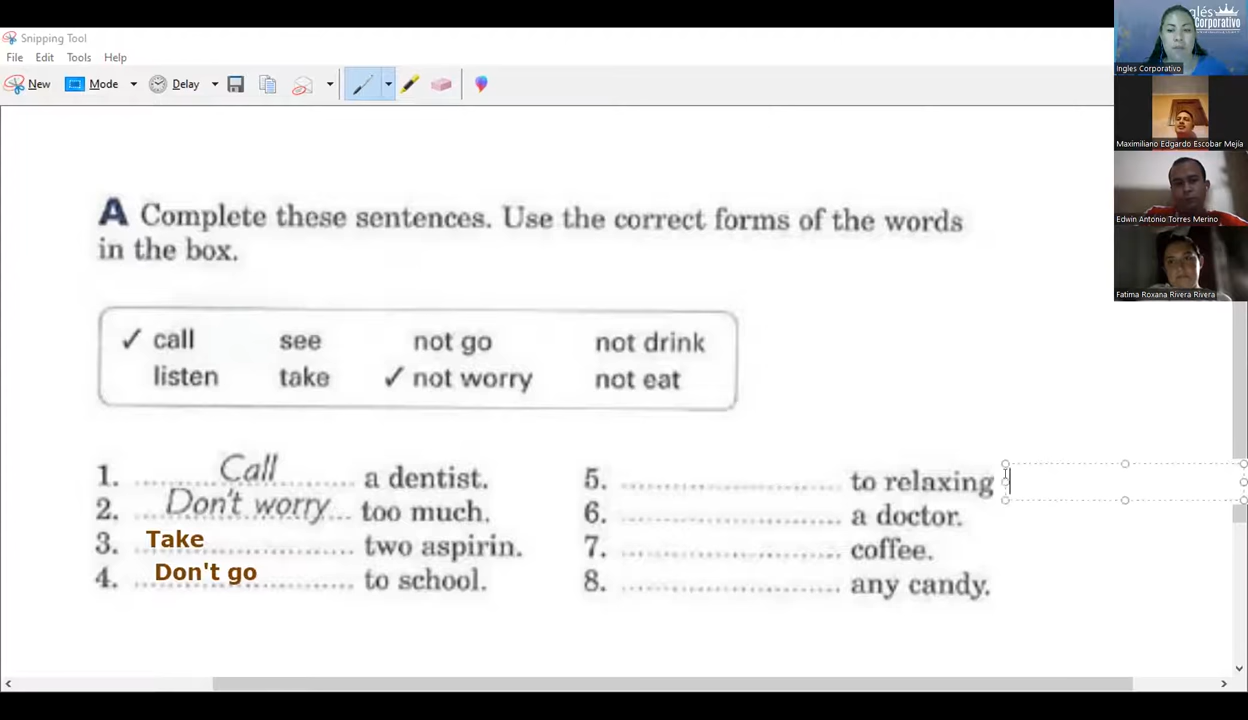 Snipping Tool
File Edit Tools Help
New Mode Delay
A Complete these sentences. Use the correct forms of the words
in the box.
✓ call see not go not drink
listen take ✓ not worry not eat
1. Call a dentist.
2. Don't worry too much.
3. Take two aspirin.
4. Don't go to school.
5. to relaxing
6. a doctor.
7. coffee.
8. any candy.
Inglés
Corporativo
Ingles Corporativo
Maximiliano Edgardo Escobar Mejía
Edwin Antonio Torres Merino
Fatima Roxana Rivera Rivera